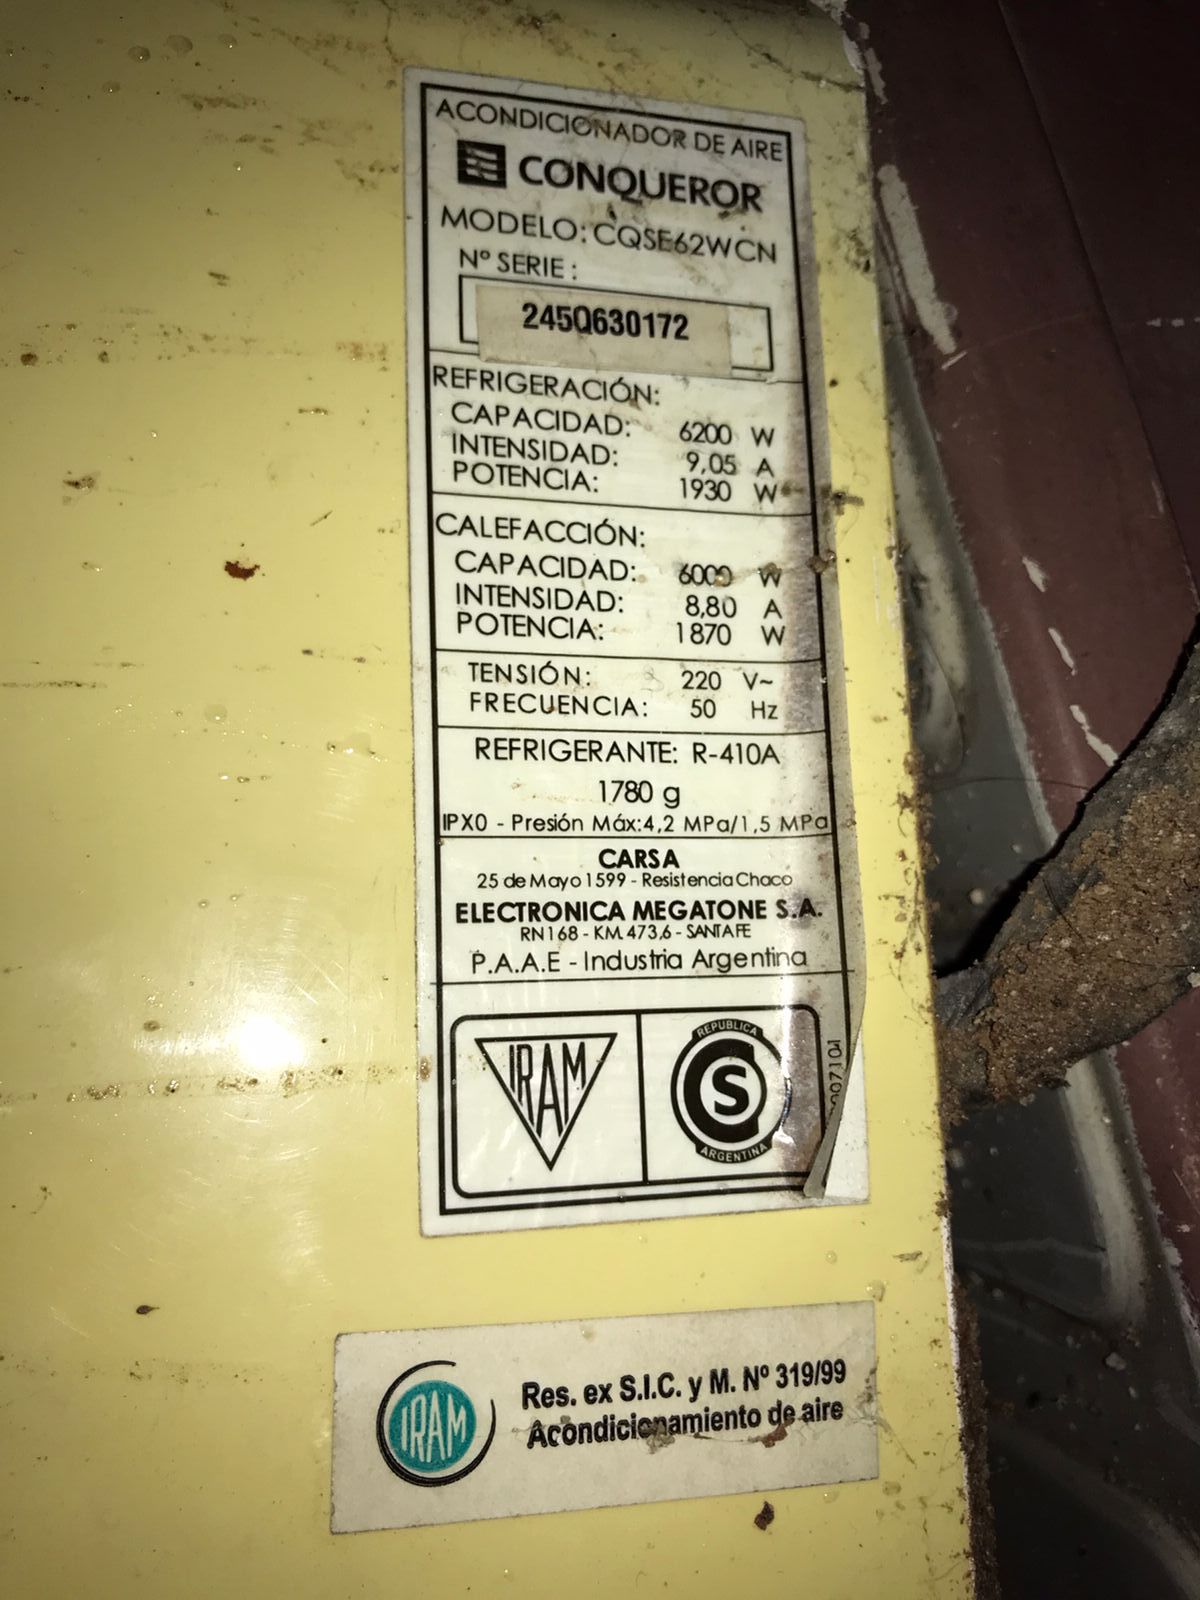 ACONDICIONADOR DE AIRE
CONQUEROR
MODELO: CQSE62WCN
Nº SERIE :
245Q630172
REFRIGERACIÓN:
CAPACIDAD: 6200 W
INTENSIDAD: 9,05 A
POTENCIA: 1930 W
CALEFACCIÓN:
CAPACIDAD: 6000 W
INTENSIDAD: 8,80 A
POTENCIA: 1870 W
TENSIÓN: 220 V~
FRECUENCIA: 50 Hz
REFRIGERANTE: R-410A
1780 g
IPX0 - Presión Máx:4,2 MPa/1,5 MPa
CARSA
25 de Mayo 1599 - Resistencia Chaco
ELECTRONICA MEGATONE S.A.
RN168 - KM. 473,6 - SANTA FE
P.A.A.E - Industria Argentina
IRAM
REPUBLICA
S
ARGENTINA
IRAM
Res. ex S.I.C. y M. Nº 319/99
Acondicionamiento de aire